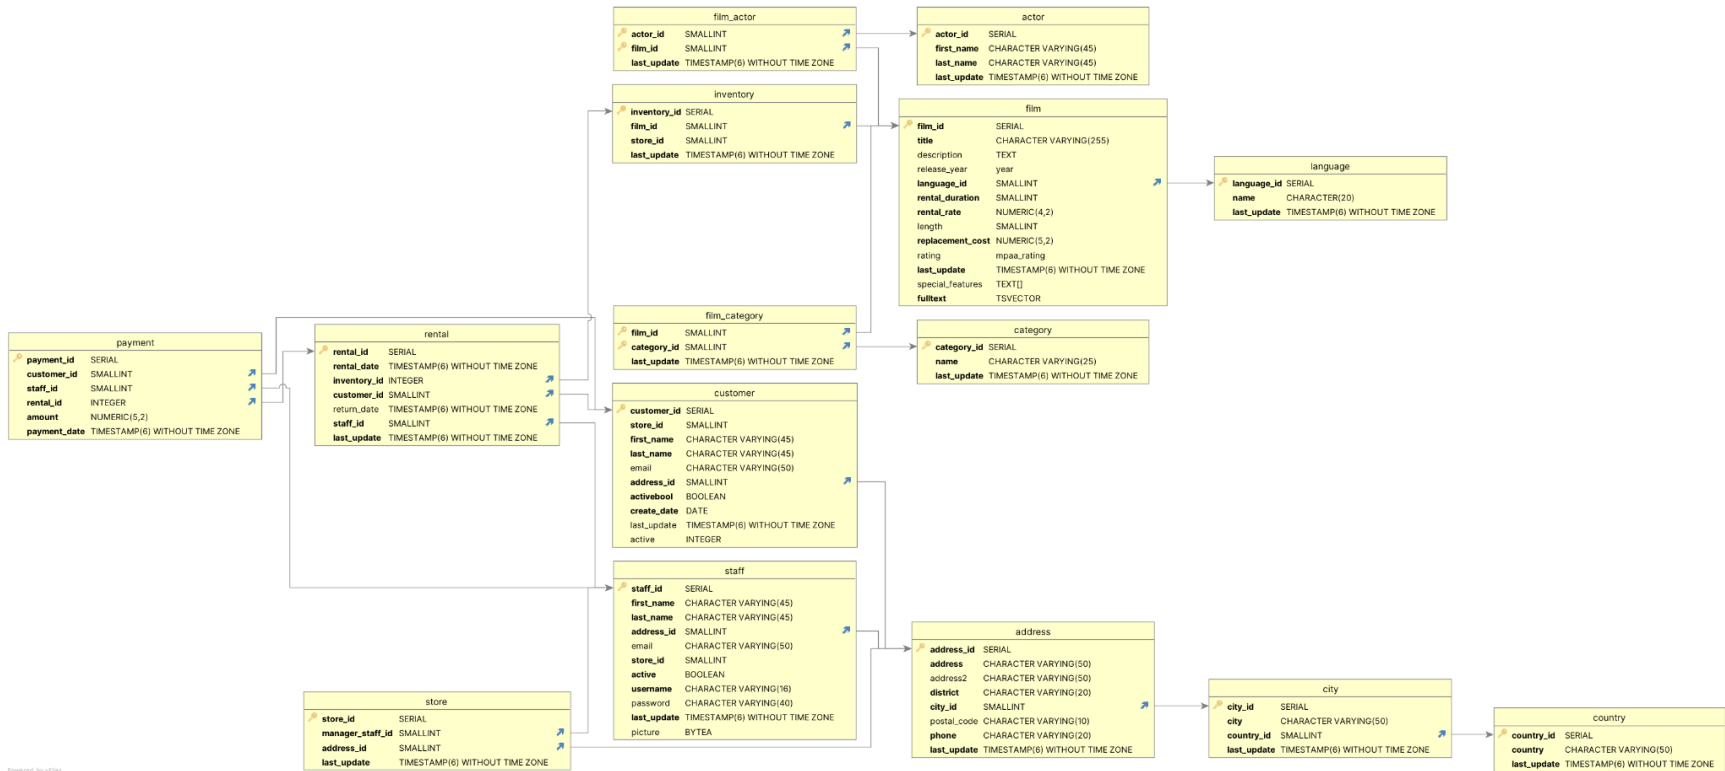 film_actor
actor_id SMALLINT
film_id SMALLINT
last_update TIMESTAMP(6) WITHOUT TIME ZONE
actor
actor_id SERIAL
first_name CHARACTER VARYING(45)
last_name CHARACTER VARYING(45)
last_update TIMESTAMP(6) WITHOUT TIME ZONE
inventory
inventory_id SERIAL
film_id SMALLINT
store_id SMALLINT
last_update TIMESTAMP(6) WITHOUT TIME ZONE
film
film_id SERIAL
title CHARACTER VARYING(255)
description TEXT
release_year year
language_id SMALLINT
rental_duration SMALLINT
rental_rate NUMERIC(4,2)
length SMALLINT
replacement_cost NUMERIC(5,2)
rating mpaa_rating
last_update TIMESTAMP(6) WITHOUT TIME ZONE
special_features TEXT[]
fulltext TSVECTOR
language
language_id SERIAL
name CHARACTER(20)
last_update TIMESTAMP(6) WITHOUT TIME ZONE
film_category
film_id SMALLINT
category_id SMALLINT
last_update TIMESTAMP(6) WITHOUT TIME ZONE
category
category_id SERIAL
name CHARACTER VARYING(25)
last_update TIMESTAMP(6) WITHOUT TIME ZONE
payment
payment_id SERIAL
customer_id SMALLINT
staff_id SMALLINT
rental_id INTEGER
amount NUMERIC(5,2)
payment_date TIMESTAMP(6) WITHOUT TIME ZONE
rental
rental_id SERIAL
rental_date TIMESTAMP(6) WITHOUT TIME ZONE
inventory_id INTEGER
customer_id SMALLINT
return_date TIMESTAMP(6) WITHOUT TIME ZONE
staff_id SMALLINT
last_update TIMESTAMP(6) WITHOUT TIME ZONE
customer
customer_id SERIAL
store_id SMALLINT
first_name CHARACTER VARYING(45)
last_name CHARACTER VARYING(45)
email CHARACTER VARYING(50)
address_id SMALLINT
activebool BOOLEAN
create_date DATE
last_update TIMESTAMP(6) WITHOUT TIME ZONE
active INTEGER
staff
staff_id SERIAL
first_name CHARACTER VARYING(45)
last_name CHARACTER VARYING(45)
address_id SMALLINT
email CHARACTER VARYING(50)
store_id SMALLINT
active BOOLEAN
username CHARACTER VARYING(16)
password CHARACTER VARYING(40)
last_update TIMESTAMP(6) WITHOUT TIME ZONE
picture BYTEA
store
store_id SERIAL
manager_staff_id SMALLINT
address_id SMALLINT
last_update TIMESTAMP(6) WITHOUT TIME ZONE
address
address_id SERIAL
address CHARACTER VARYING(50)
address2 CHARACTER VARYING(50)
district CHARACTER VARYING(20)
city_id SMALLINT
postal_code CHARACTER VARYING(10)
phone CHARACTER VARYING(20)
last_update TIMESTAMP(6) WITHOUT TIME ZONE
city
city_id SERIAL
city CHARACTER VARYING(50)
country_id SMALLINT
last_update TIMESTAMP(6) WITHOUT TIME ZONE
country
country_id SERIAL
country CHARACTER VARYING(50)
last_update TIMESTAMP(6) WITHOUT TIME ZONE